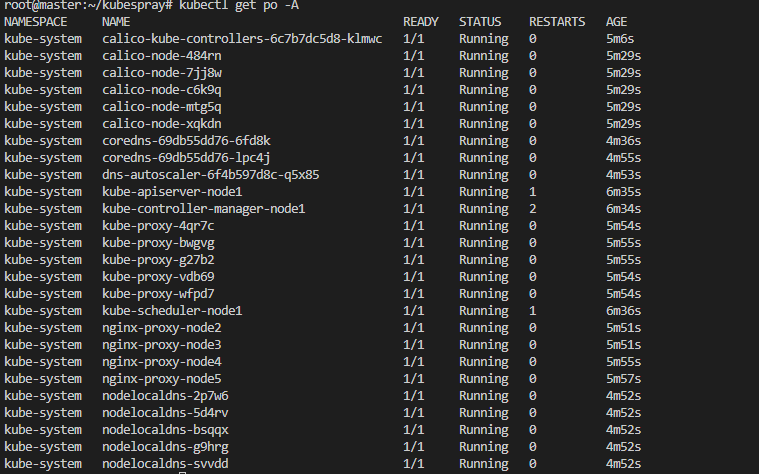 root@master:~/kubespray# kubectl get po -A
NAMESPACE NAME READY STATUS RESTARTS AGE
kube-system calico-kube-controllers-6c7b7dc5d8-klmwc 1/1 Running 0 5m6s
kube-system calico-node-484rn 1/1 Running 0 5m29s
kube-system calico-node-7jj8w 1/1 Running 0 5m29s
kube-system calico-node-c6k9q 1/1 Running 0 5m29s
kube-system calico-node-mtg5q 1/1 Running 0 5m29s
kube-system calico-node-xqkdn 1/1 Running 0 5m29s
kube-system coredns-69db55dd76-6fd8k 1/1 Running 0 4m36s
kube-system coredns-69db55dd76-lpc4j 1/1 Running 0 4m55s
kube-system dns-autoscaler-6f4b597d8c-q5x85 1/1 Running 0 4m53s
kube-system kube-apiserver-node1 1/1 Running 1 6m35s
kube-system kube-controller-manager-node1 1/1 Running 2 6m34s
kube-system kube-proxy-4qr7c 1/1 Running 0 5m54s
kube-system kube-proxy-bwgvg 1/1 Running 0 5m55s
kube-system kube-proxy-g27b2 1/1 Running 0 5m55s
kube-system kube-proxy-vdb69 1/1 Running 0 5m54s
kube-system kube-proxy-wfpd7 1/1 Running 0 5m54s
kube-system kube-scheduler-node1 1/1 Running 1 6m36s
kube-system nginx-proxy-node2 1/1 Running 0 5m51s
kube-system nginx-proxy-node3 1/1 Running 0 5m51s
kube-system nginx-proxy-node4 1/1 Running 0 5m55s
kube-system nginx-proxy-node5 1/1 Running 0 5m57s
kube-system nodelocaldns-2p7w6 1/1 Running 0 4m52s
kube-system nodelocaldns-5d4rv 1/1 Running 0 4m52s
kube-system nodelocaldns-bsqqx 1/1 Running 0 4m52s
kube-system nodelocaldns-g9hrg 1/1 Running 0 4m52s
kube-system nodelocaldns-svvdd 1/1 Running 0 4m52s